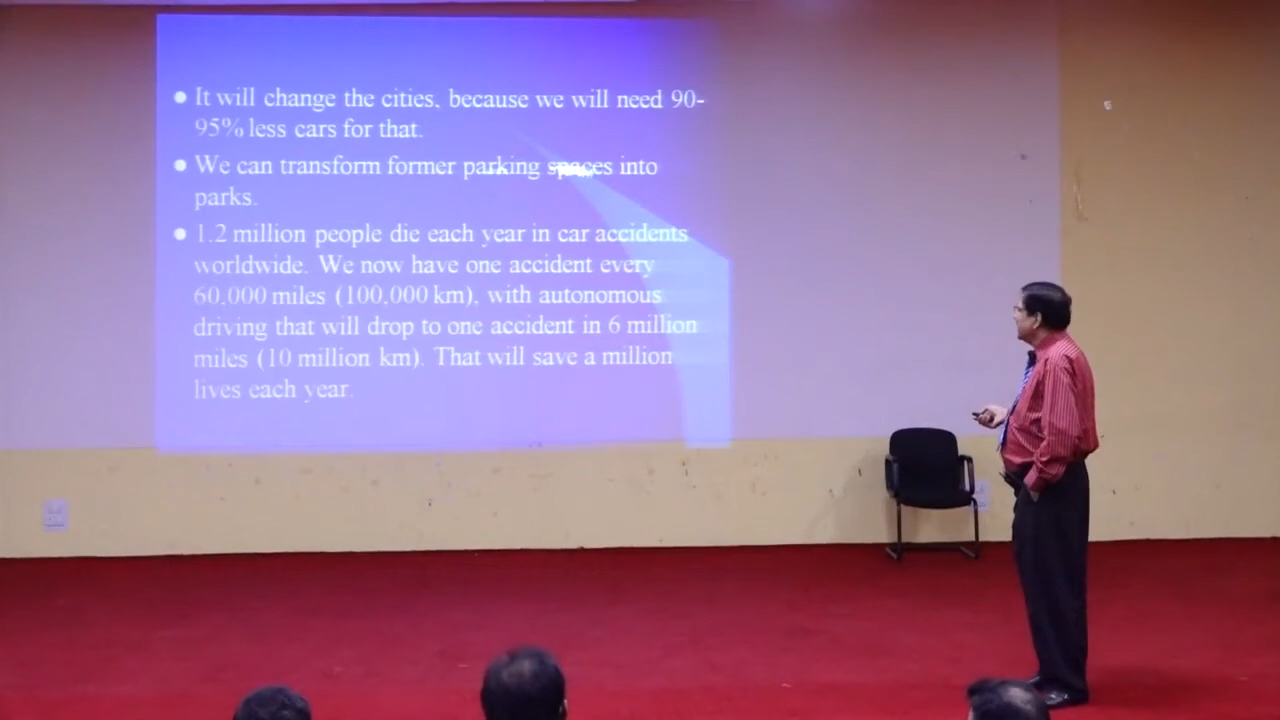 ● It will change the cities, because we will need 90-
95% less cars for that.
● We can transform former parking spaces into
parks.
● 1.2 million people die each year in car accidents
worldwide. We now have one accident every
60,000 miles (100,000 km), with autonomous
driving that will drop to one accident in 6 million
miles (10 million km). That will save a million
lives each year.